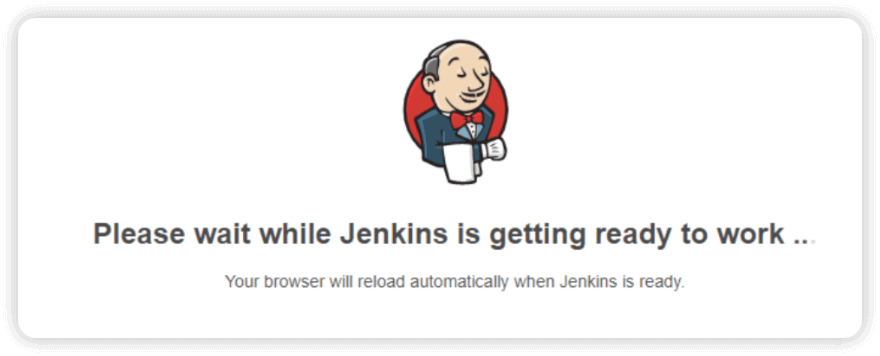 Please wait while Jenkins is getting ready to work ...
Your browser will reload automatically when Jenkins is ready.